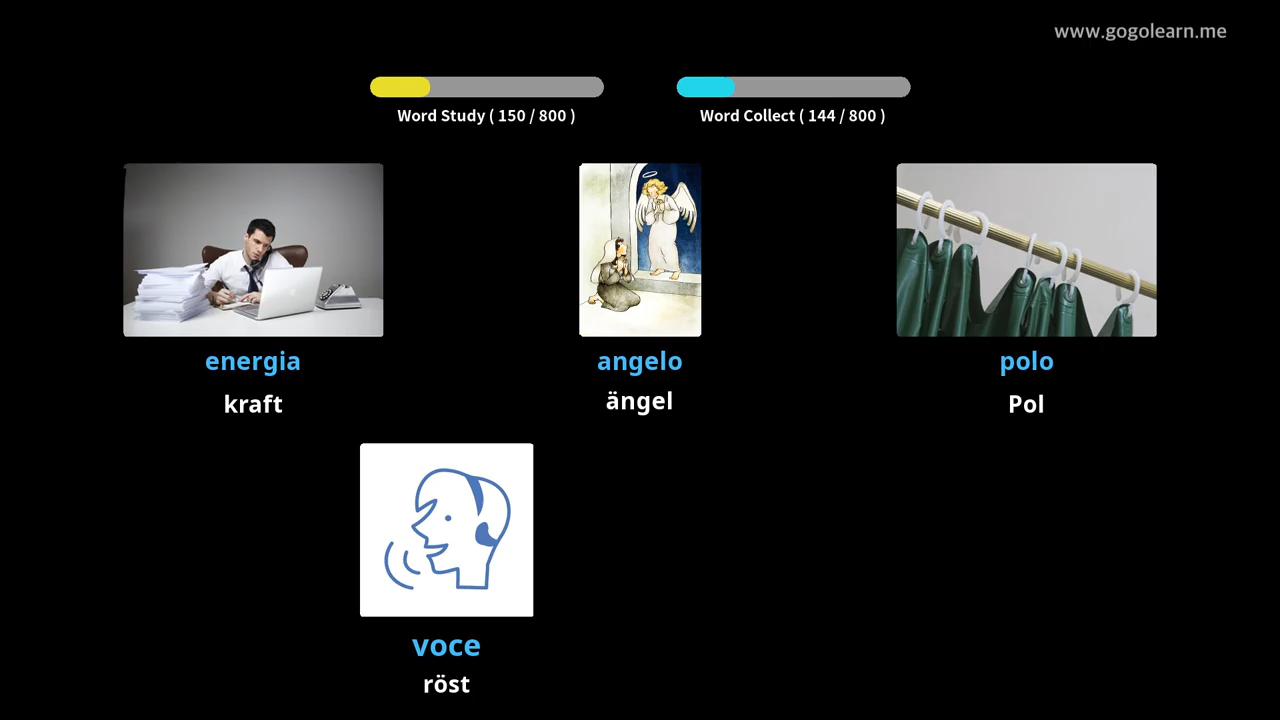 www.gogolearn.me
Word Study ( 150 / 800 )
Word Collect ( 144 / 800 )
energia
kraft
angelo
ängel
polo
Pol
voce
röst